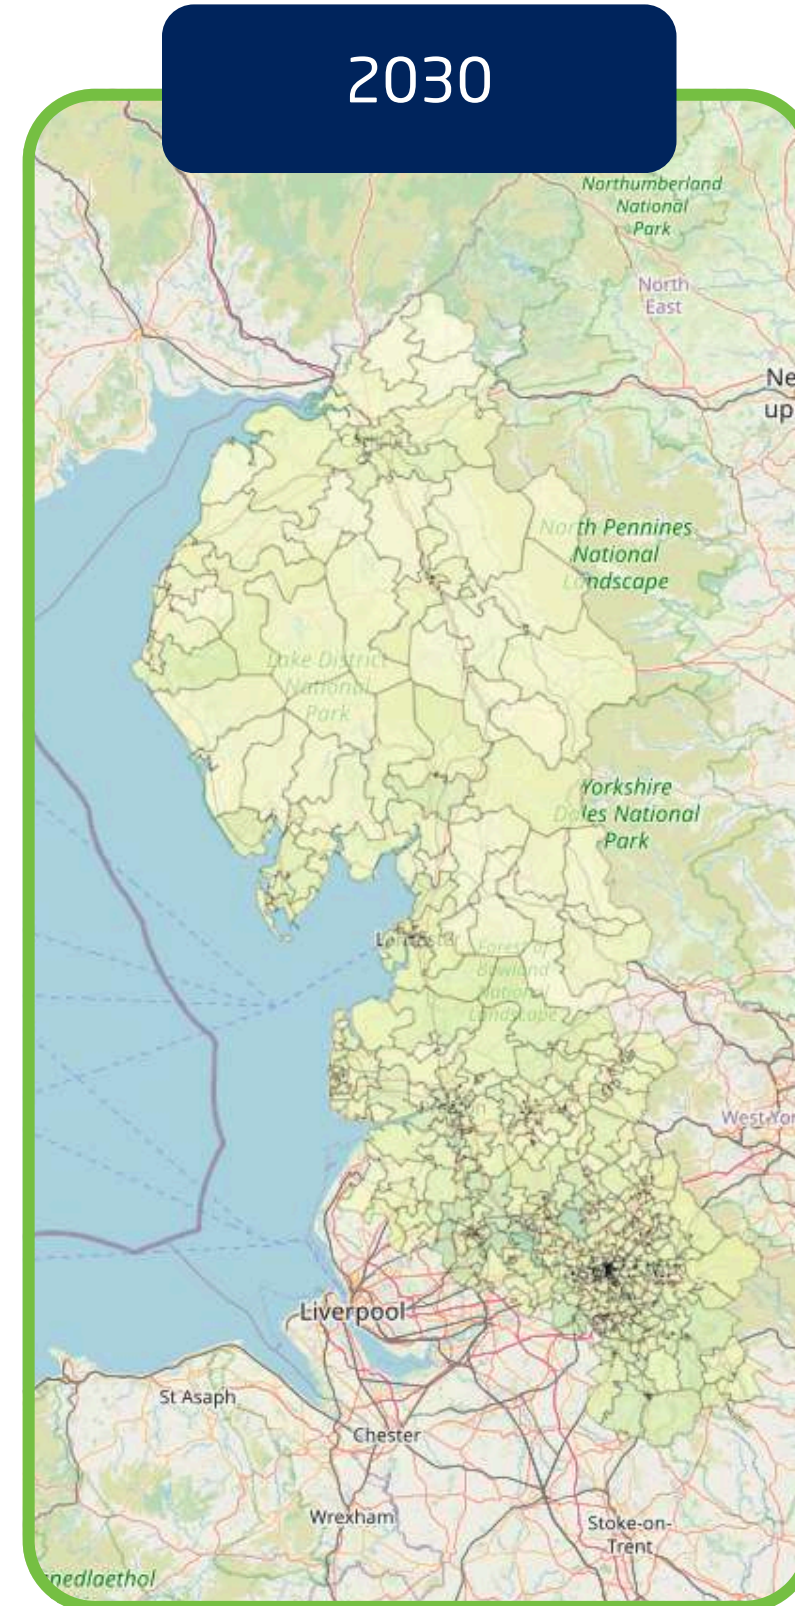 2030
Northumberland
National
Park
North
East
Ne
up
North Pennines
National
Landscape
Lake District
National
Park
Yorkshire
Dales National
Park
Lancaster
Forest of
Bowland
National
Landscape
West Yor
Liverpool
St Asaph
Chester
Wrexham
Stoke-on-
Trent
nedlaethol